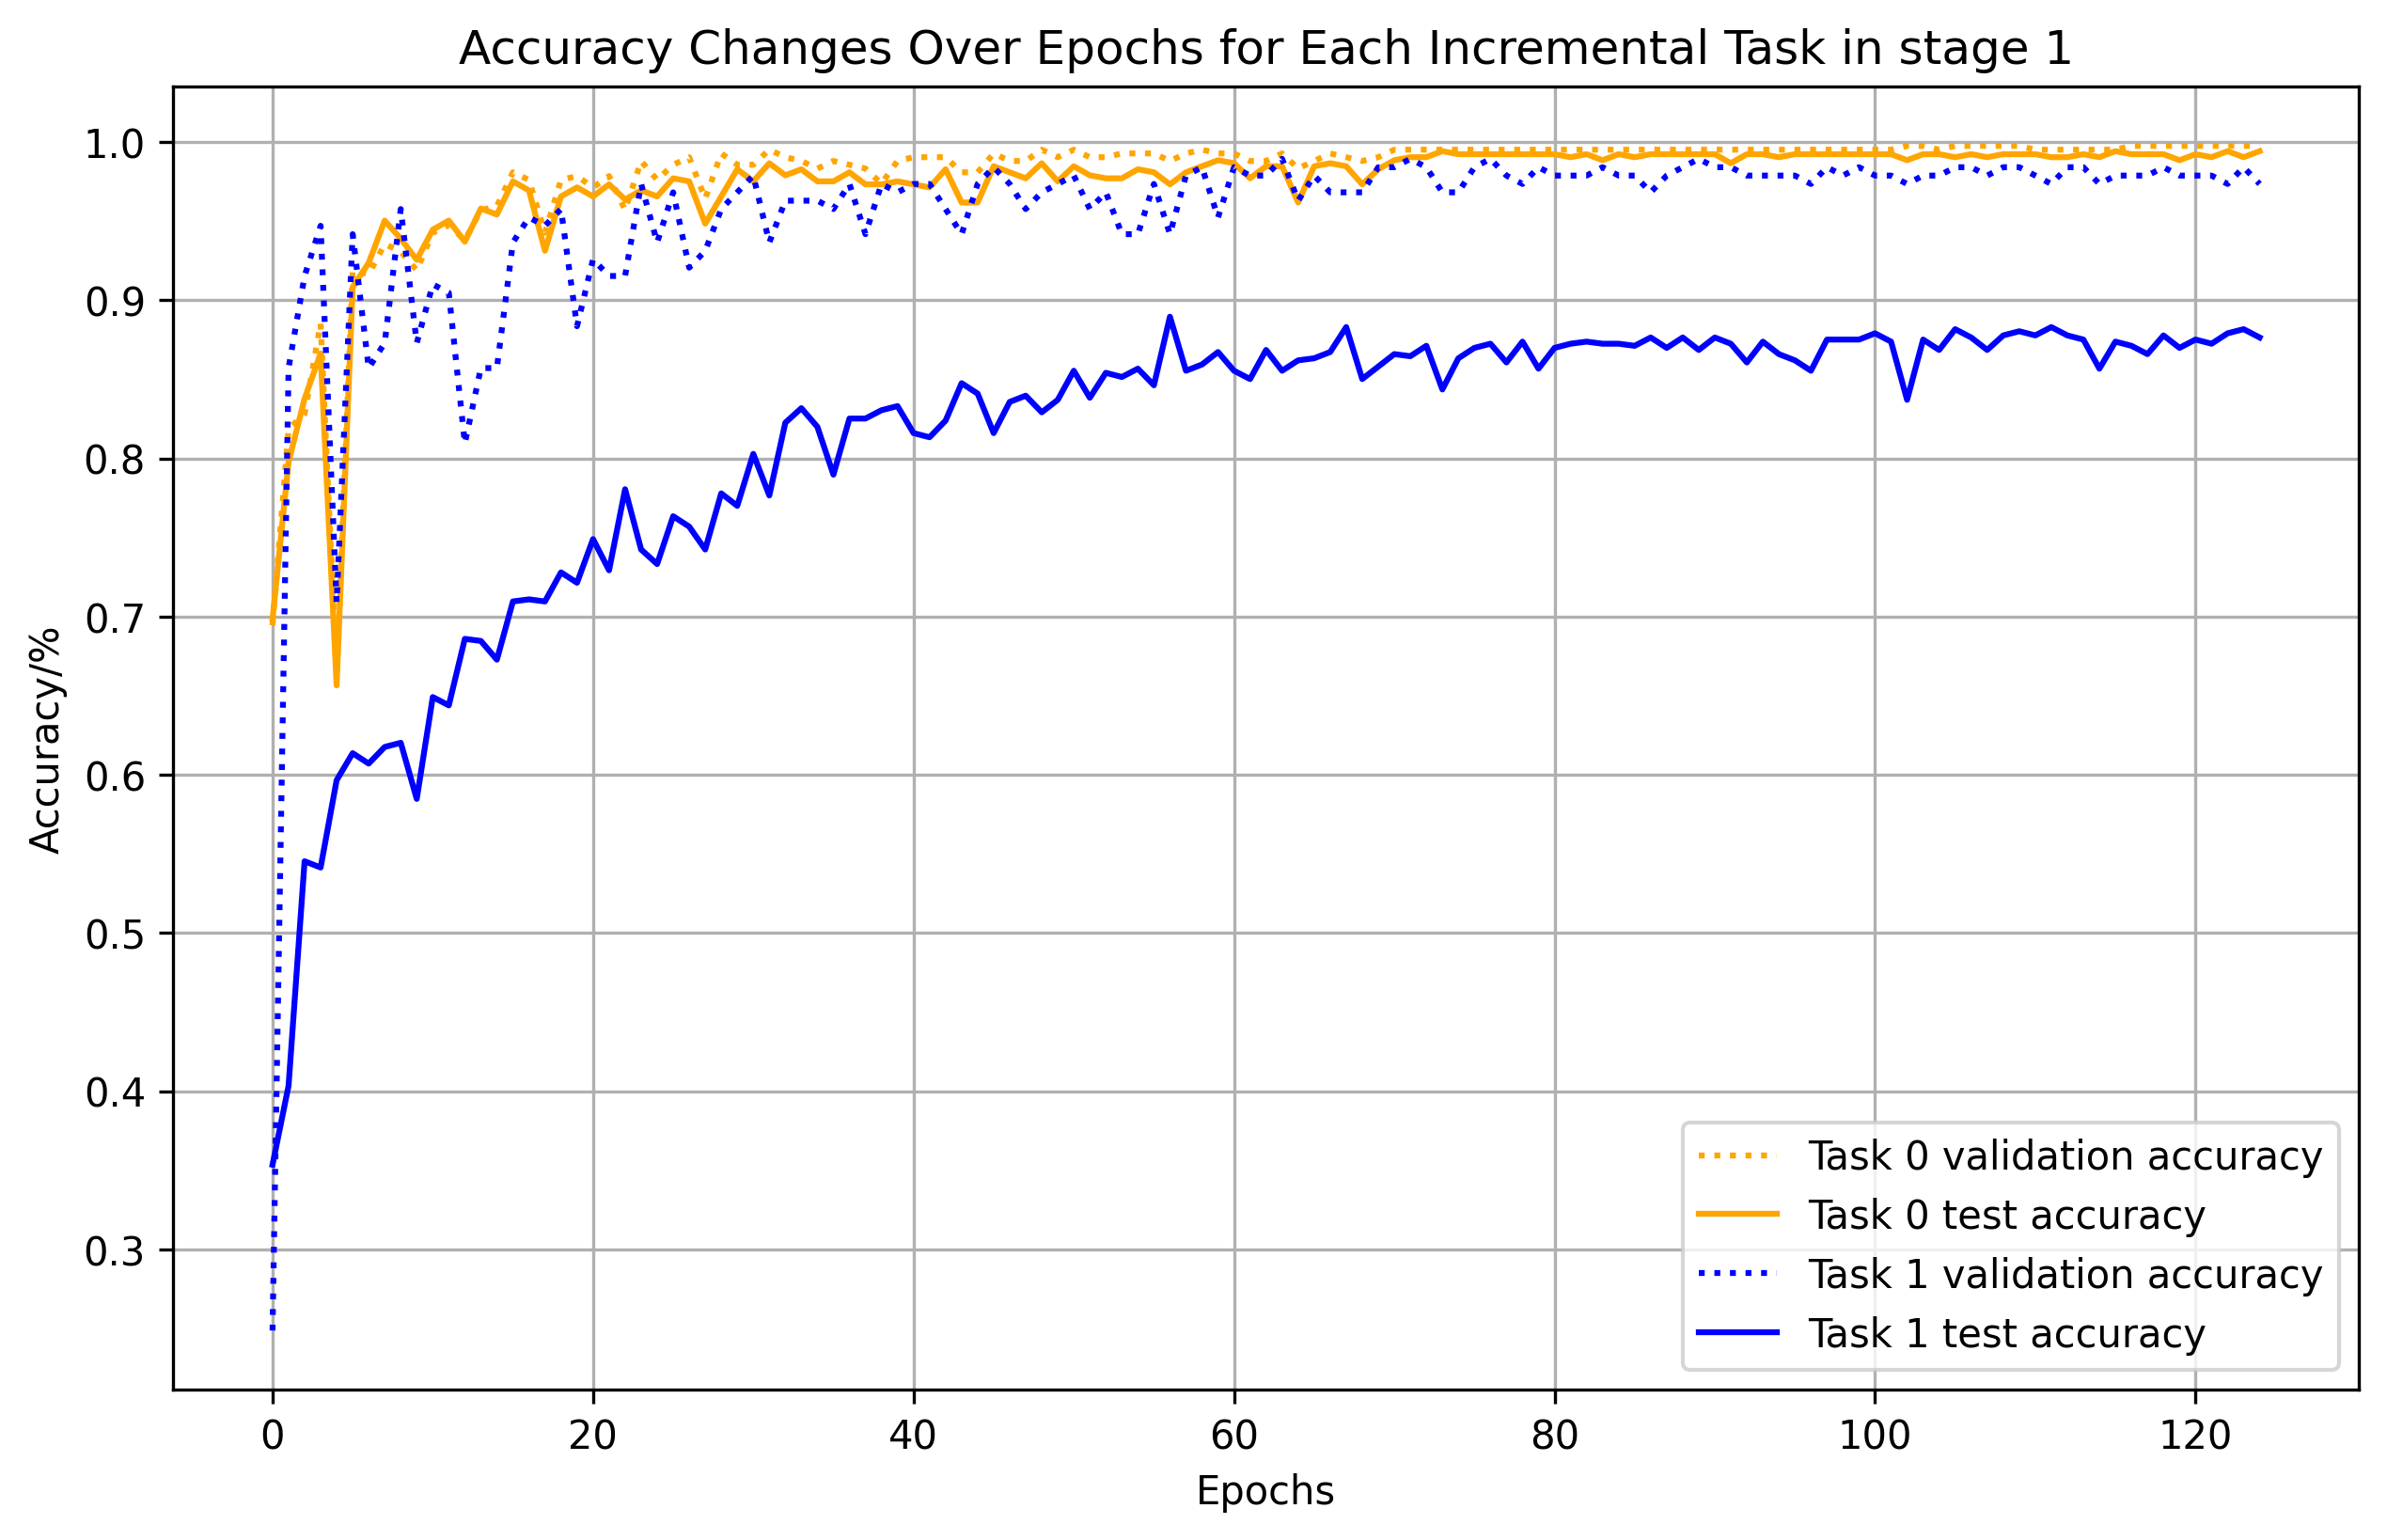 Accuracy Changes Over Epochs for Each Incremental Task in stage 1
Accuracy/%
1.0
0.9
0.8
0.7
0.6
0.5
0.4
0.3
Task 0 validation accuracy
Task 0 test accuracy
Task 1 validation accuracy
Task 1 test accuracy
0 20 40 60 80 100 120
Epochs